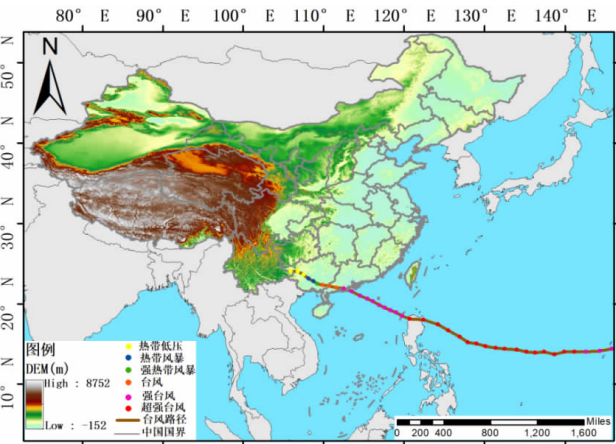 80° E 90° E 100° E 110° E 120° E 130° E 140° E
N
50° N
40° N
30° N
20° N
10° N
图例
DEM(m)
High : 8752
Low : -152
热带低压
热带风暴
强热带风暴
台风
强台风
超强台风
台风路径
中国国界
Miles
0 200 400 800 1,200 1,600